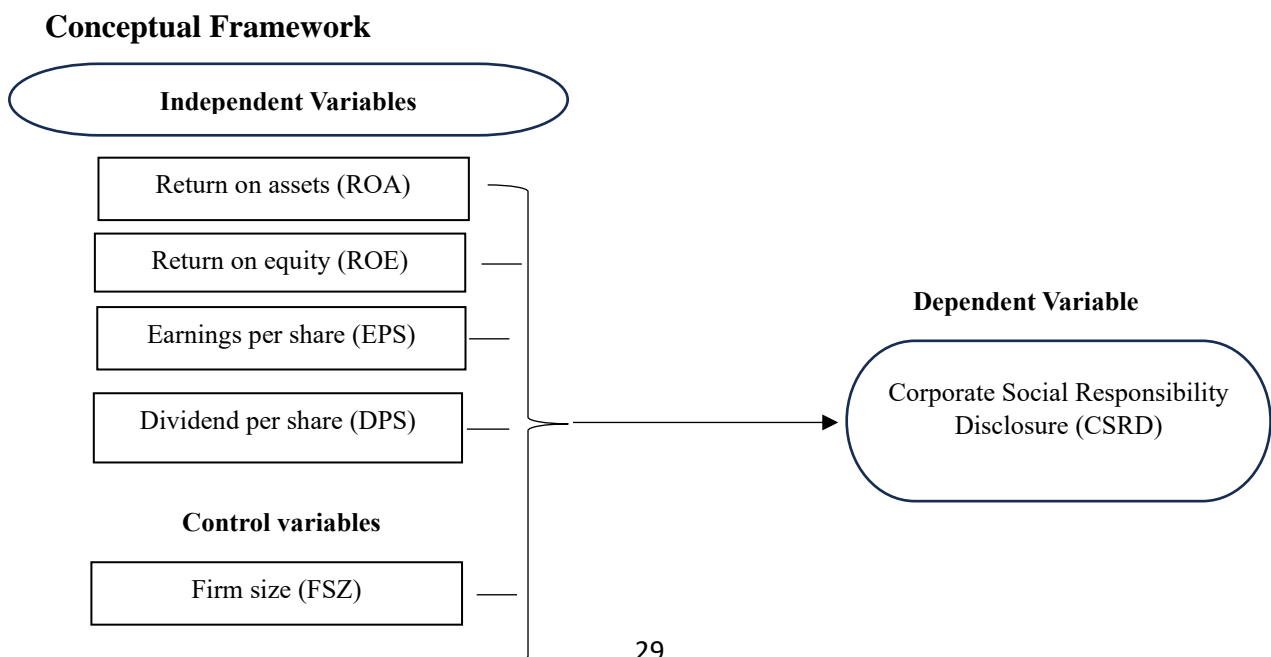 Conceptual Framework
Independent Variables
Return on assets (ROA)
Return on equity (ROE)
Earnings per share (EPS)
Dividend per share (DPS)
Control variables
Firm size (FSZ)
Dependent Variable
Corporate Social Responsibility
Disclosure (CSRD)
29